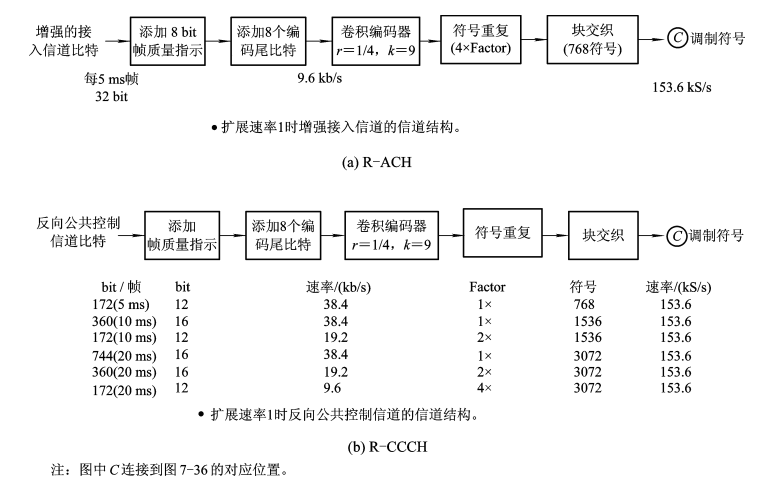 增强的接
入信道比特
添加 8 bit
帧质量指示
添加8个编
码尾比特
卷积编码器
r=1/4, k=9
符号重复
(4×Factor)
块交织
(768符号)
C 调制符号
每5 ms帧
32 bit
9.6 kb/s
153.6 kS/s
• 扩展速率1时增强接入信道的信道结构。
(a) R-ACH
反向公共控制
信道比特
添加
帧质量指示
添加8个编
码尾比特
卷积编码器
r=1/4, k=9
符号重复
块交织
C 调制符号
bit / 帧 bit 速率/(kb/s) Factor 符号 速率/(kS/s)
172(5 ms) 12 38.4 1× 768 153.6
360(10 ms) 16 38.4 1× 1536 153.6
172(10 ms) 12 19.2 2× 1536 153.6
744(20 ms) 16 38.4 1× 3072 153.6
360(20 ms) 16 19.2 2× 3072 153.6
172(20 ms) 12 9.6 4× 3072 153.6
• 扩展速率1时反向公共控制信道的信道结构。
(b) R-CCCH
注：图中C连接到图7-36的对应位置。